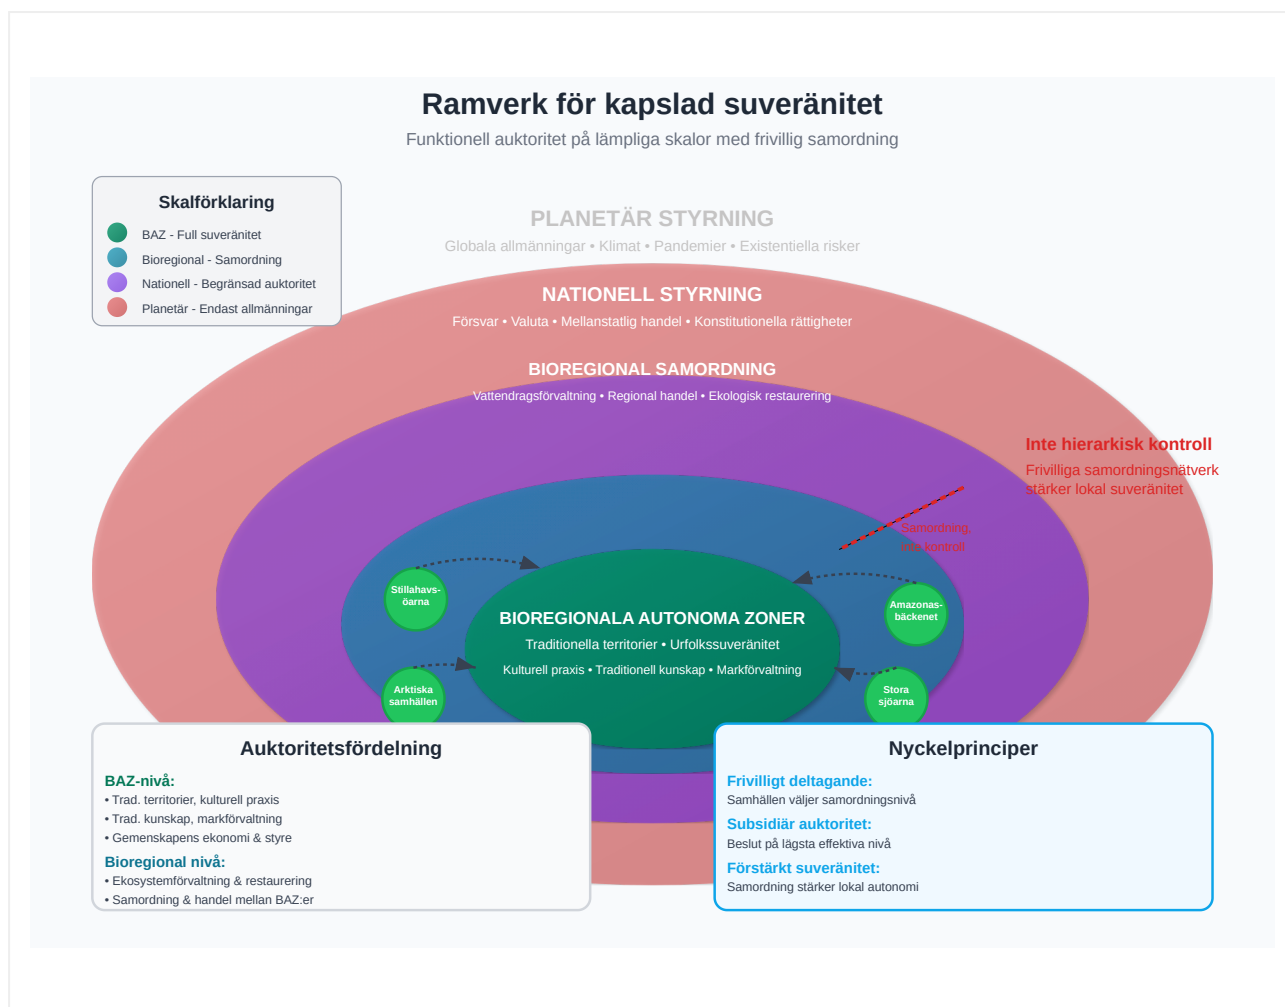 Ramverk för kapslad suveränitet
Funktionell auktoritet på lämpliga skalor med frivillig samordning
Skalförklaring
BAZ - Full suveränitet
Bioregional - Samordning
Nationell - Begränsad auktoritet
Planetär - Endast allmänningar
PLANETÄR STYRNING
Globala allmänningar • Klimat • Pandemier • Existentiella risker
NATIONELL STYRNING
Försvar • Valuta • Mellanstatlig handel • Konstitutionella rättigheter
BIOREGIONAL SAMORDNING
Vattendragsförvaltning • Regional handel • Ekologisk restaurering
Inte hierarkisk kontroll
Frivilliga samordningsnätverk
stärker lokal suveränitet
Samordning,
inte kontroll
Stillahavs-
öarna
Amazonas-
bäckenet
BIOREGIONALA AUTONOMA ZONER
Traditionella territorier • Urfolkssuveränitet
Kulturell praxis • Traditionell kunskap • Markförvaltning
Arktiska
samhällen
Stora
sjöarna
Auktoritetsfördelning
BAZ-nivå:
• Trad. territorier, kulturell praxis
• Trad. kunskap, markförvaltning
• Gemenskapens ekonomi & styre
Bioregional nivå:
• Ekosystemförvaltning & restaurering
• Samordning & handel mellan BAZ:er
Nyckelprinciper
Frivilligt deltagande:
Samhällen väljer samordningsnivå
Subsidiär auktoritet:
Beslut på lägsta effektiva nivå
Förstärkt suveränitet:
Samordning stärker lokal autonomi